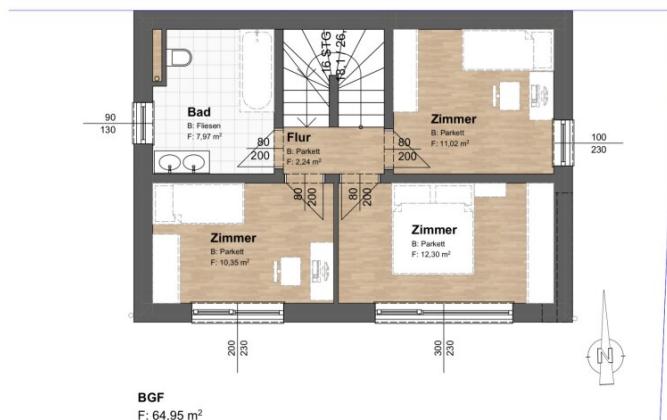 16 STG
18,1 / 26,
Bad
B: Fliesen
F: 7,97 m²
90
130
80
200
Flur
B: Parkett
F: 2,24 m²
80
200
Zimmer
B: Parkett
F: 11,02 m²
100
230
80
200
80
200
Zimmer
B: Parkett
F: 10,35 m²
Zimmer
B: Parkett
F: 12,30 m²
200
230
300
230
N
BGF
F: 64,95 m²